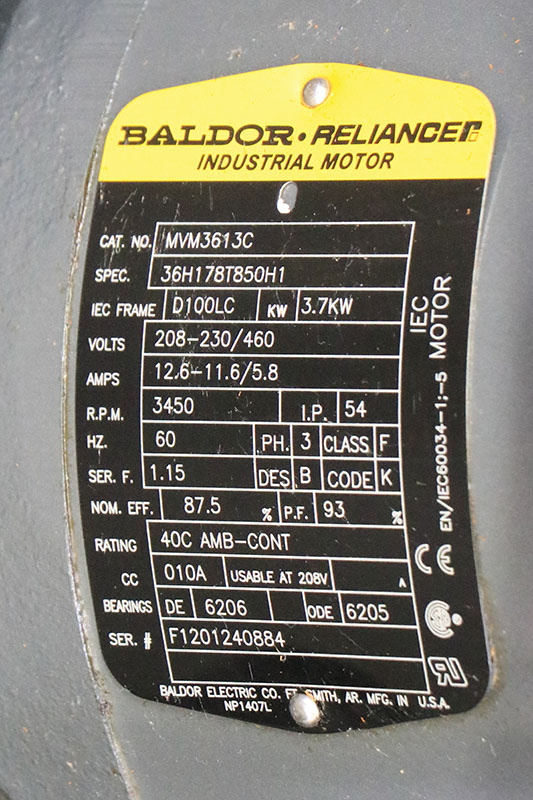 BALDOR • RELIANCER
INDUSTRIAL MOTOR
CAT. NO. MVM3613C
SPEC. 36H178T850H1
IEC FRAME D100LC KW 3.7KW
VOLTS 208-230/460
AMPS 12.6-11.6/5.8
R.P.M. 3450 I.P. 54
HZ. 60 PH. 3 CLASS F
SER. F. 1.15 DES B CODE K
NOM. EFF. 87.5 % P.F. 93 %
RATING 40C AMB-CONT
CC 010A USABLE AT 208V A
BEARINGS DE 6206 ODE 6205
SER. # F1201240884
BALDOR ELECTRIC CO. FT. SMITH, AR. MFG. IN U.S.A.
NP1407L
IEC
MOTOR
EN/IEC60034-1;-5
CE